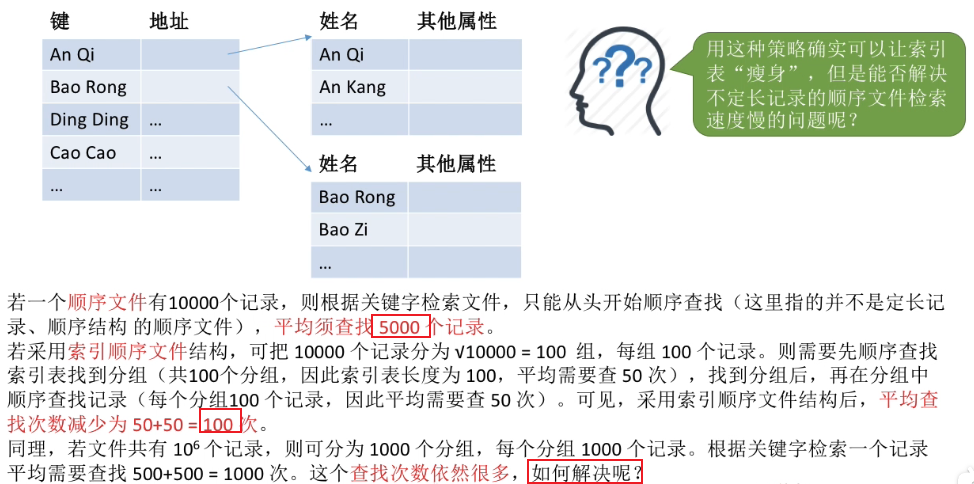 键 地址
An Qi
Bao Rong
Ding Ding ...
Cao Cao ...
... ...
姓名 其他属性
An Qi
An Kang
...
姓名 其他属性
Bao Rong
Bao Zi
...
???
用这种策略确实可以让索引
表“瘦身”，但是能否解决
不定长记录的顺序文件检索
速度慢的问题呢？
若一个顺序文件有10000个记录，则根据关键字检索文件，只能从头开始顺序查找（这里指的并不是定长记
录、顺序结构 的顺序文件），平均须查找 5000 个记录。
若采用索引顺序文件结构，可把 10000 个记录分为 √10000 = 100 组，每组 100 个记录。则需要先顺序查找
索引表找到分组（共100个分组，因此索引表长度为 100，平均需要查 50 次），找到分组后，再在分组中
顺序查找记录（每个分组100 个记录，因此平均需要查 50 次）。可见，采用索引顺序文件结构后，平均查
找次数减少为 50+50 = 100 次。
同理，若文件共有 10⁶ 个记录，则可分为 1000 个分组，每个分组 1000 个记录。根据关键字检索一个记录
平均需要查找 500+500 = 1000 次。这个查找次数依然很多，如何解决呢？